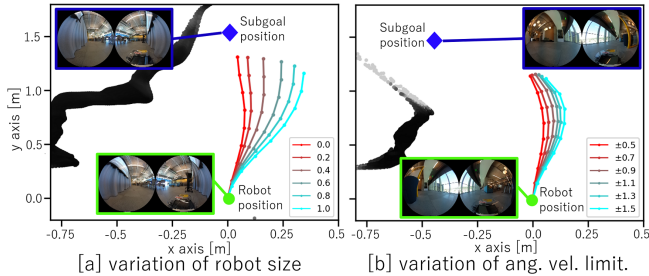 Subgoal
position
Robot
position
y axis [m]
1.5
1.0
0.5
0.0
-0.75
-0.50
-0.25
0.0
0.25
0.5
x axis [m]
0.0
0.2
0.4
0.6
0.8
1.0
[a] variation of robot size
Subgoal
position
Robot
position
-0.75
-0.50
-0.25
0.00
0.25
0.5
x axis [m]
±0.5
±0.7
±0.9
±1.1
±1.3
±1.5
[b] variation of ang. vel. limit.